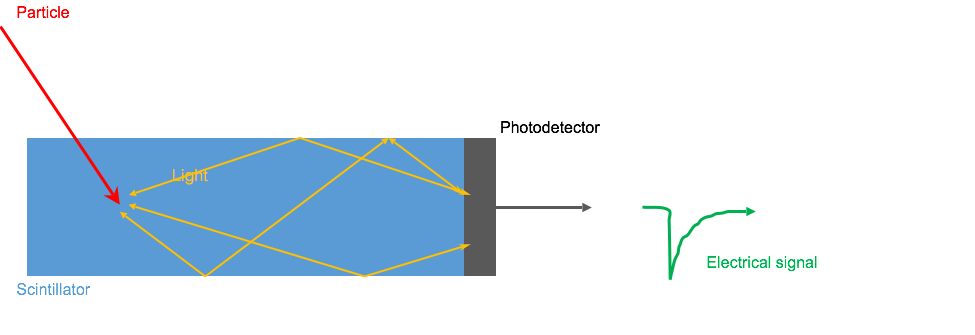 Particle
Photodetector
Light
Electrical signal
Scintillator